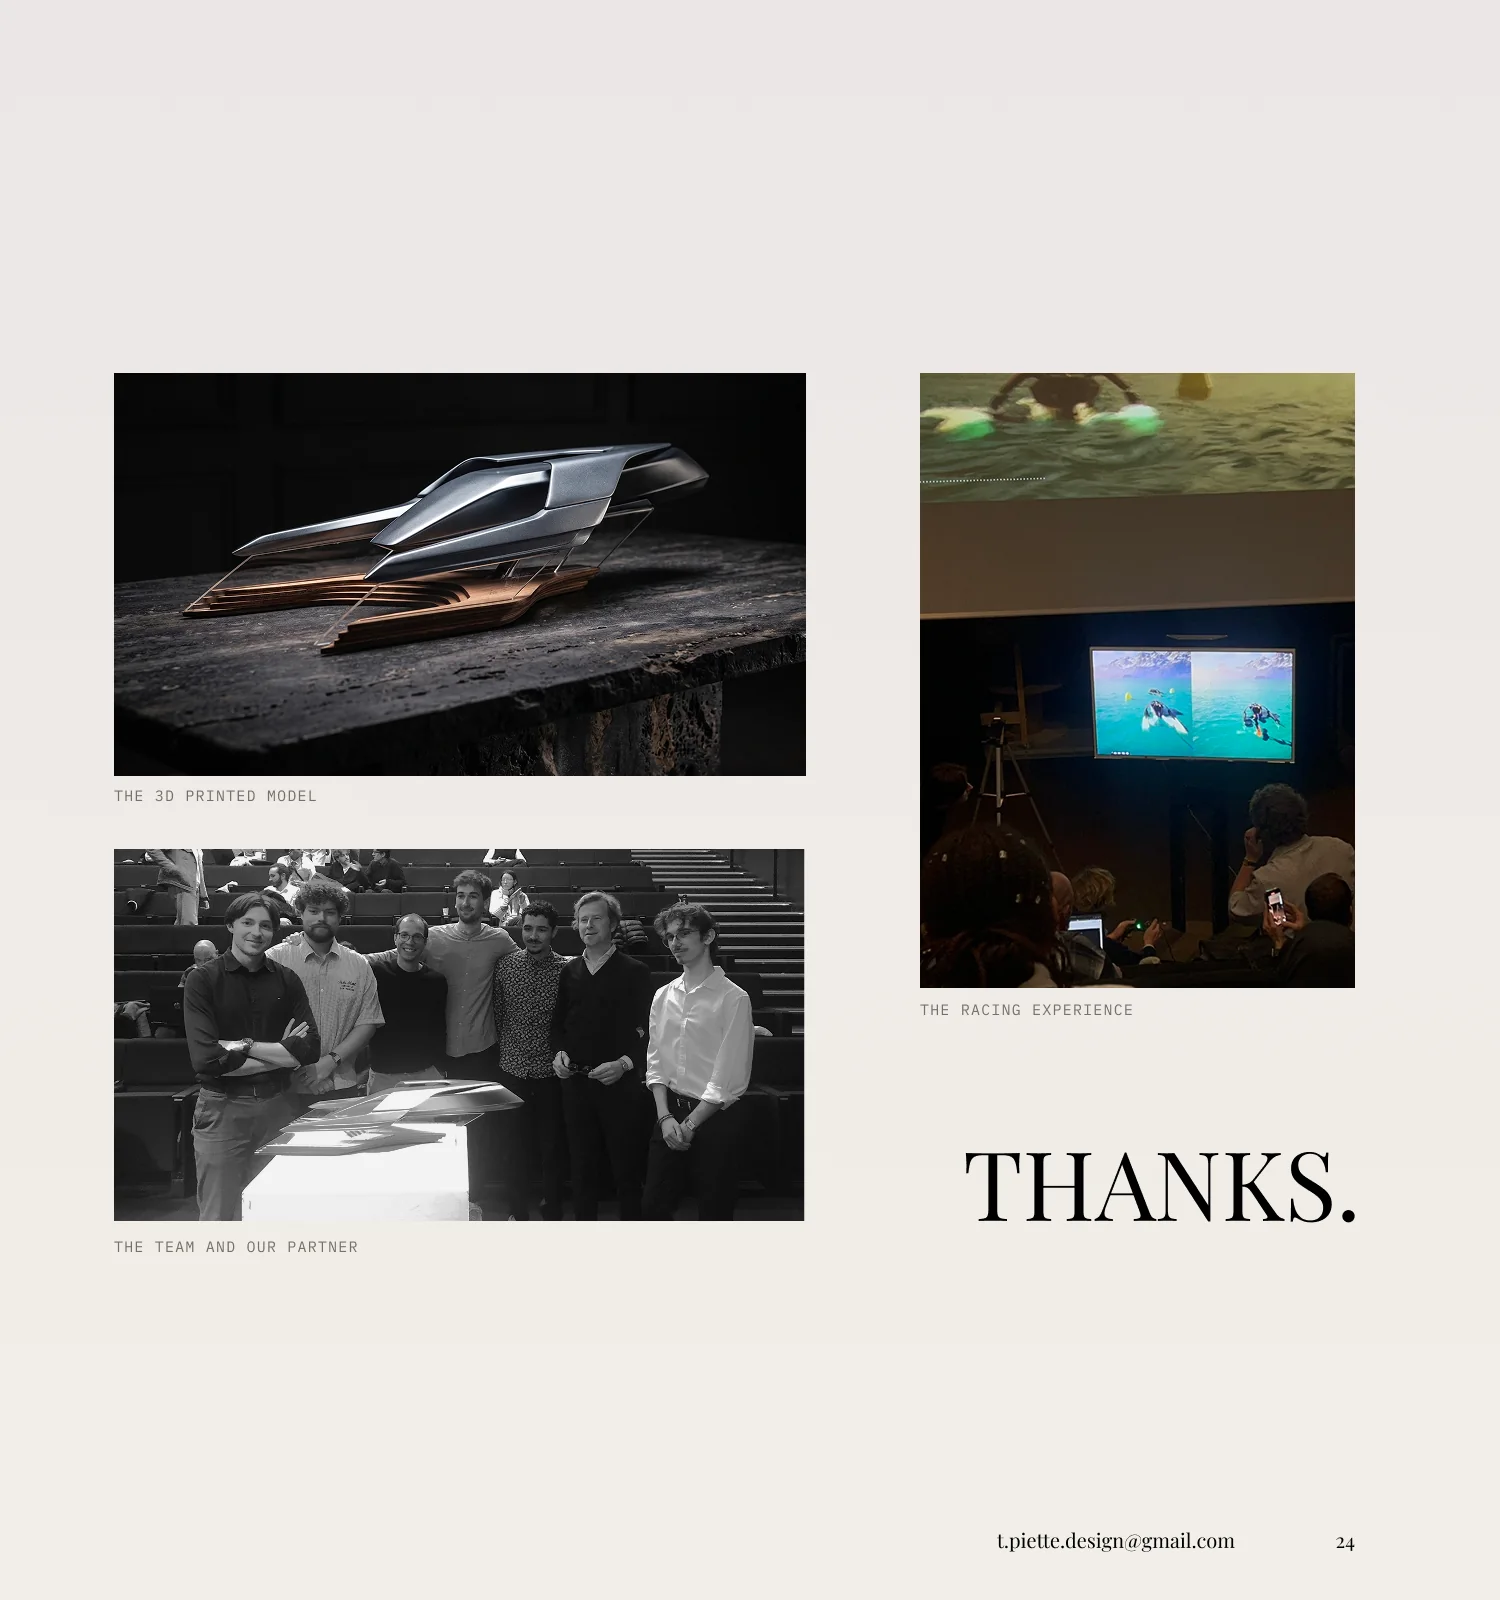 THE 3D PRINTED MODEL
THE TEAM AND OUR PARTNER
THE RACING EXPERIENCE
THANKS.
t.piette.design@gmail.com
24